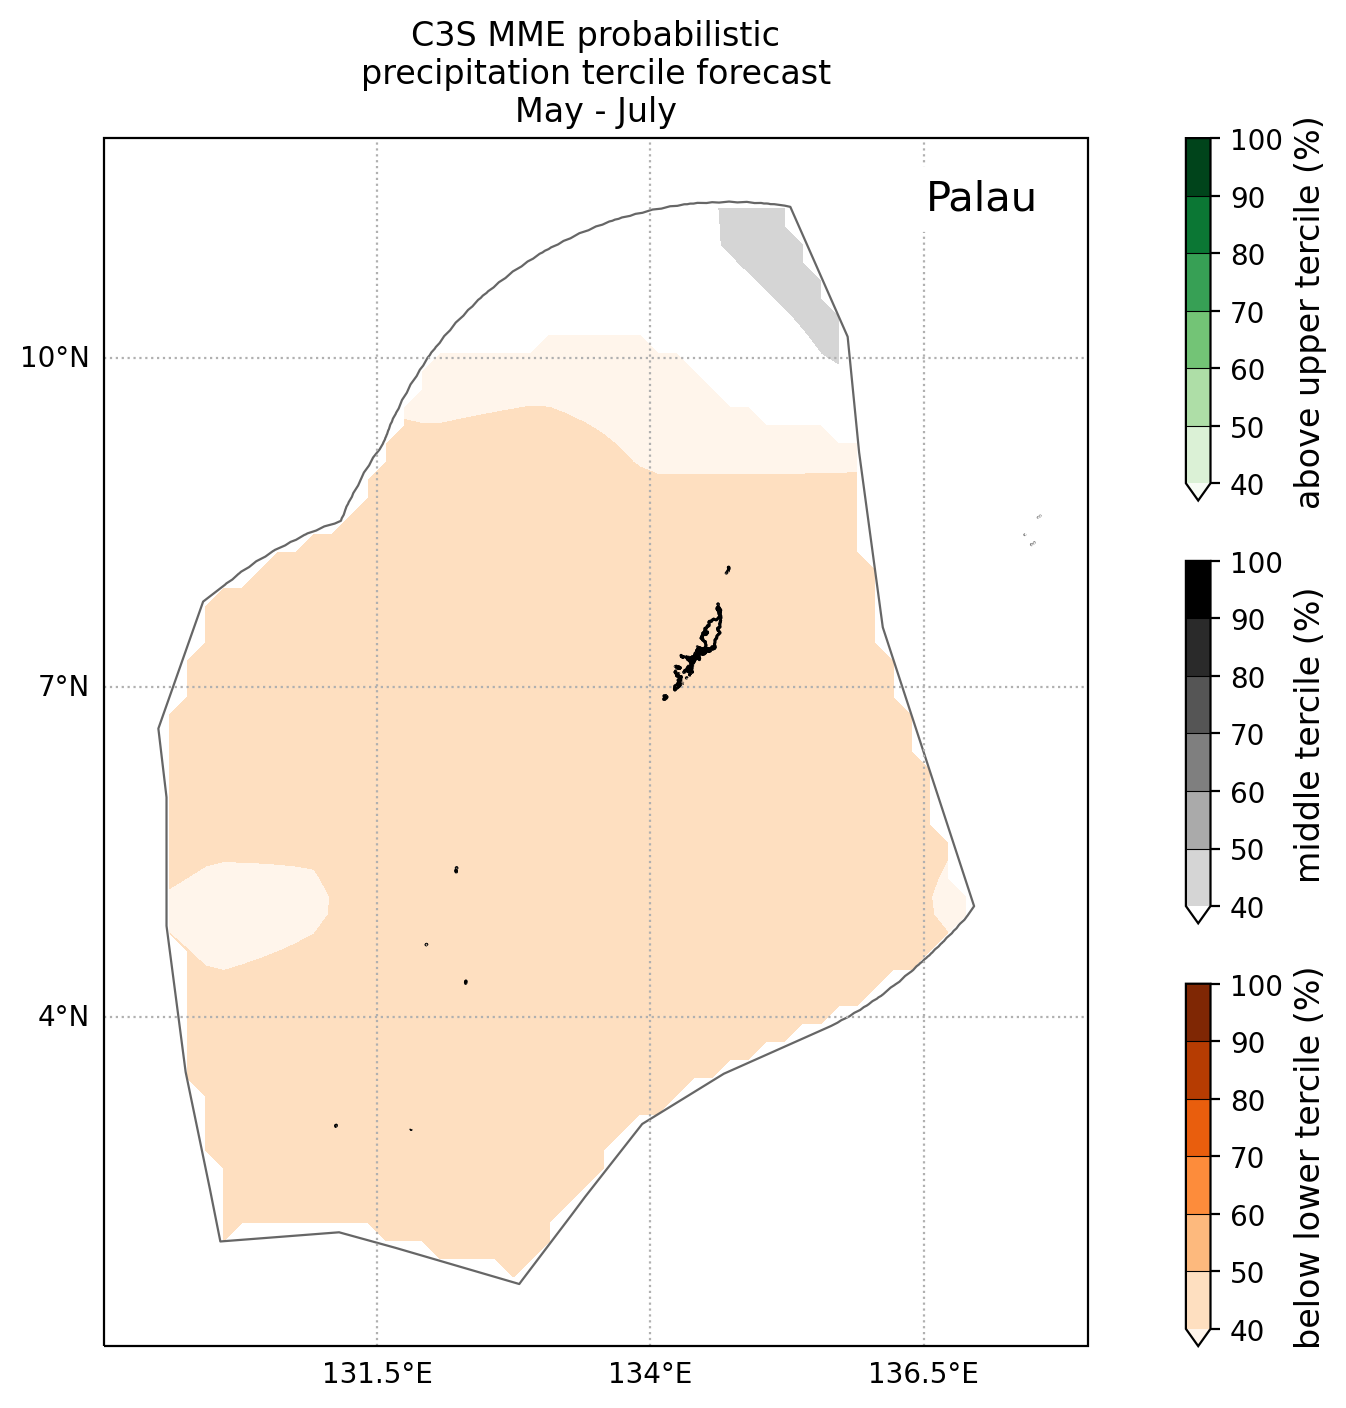 C3S MME probabilistic
precipitation tercile forecast
May - July
Palau
10°N
7°N
4°N
131.5°E
134°E
136.5°E
100
90
80
70
60
50
40
above upper tercile (%)
100
90
80
70
60
50
40
middle tercile (%)
100
90
80
70
60
50
40
below lower tercile (%)